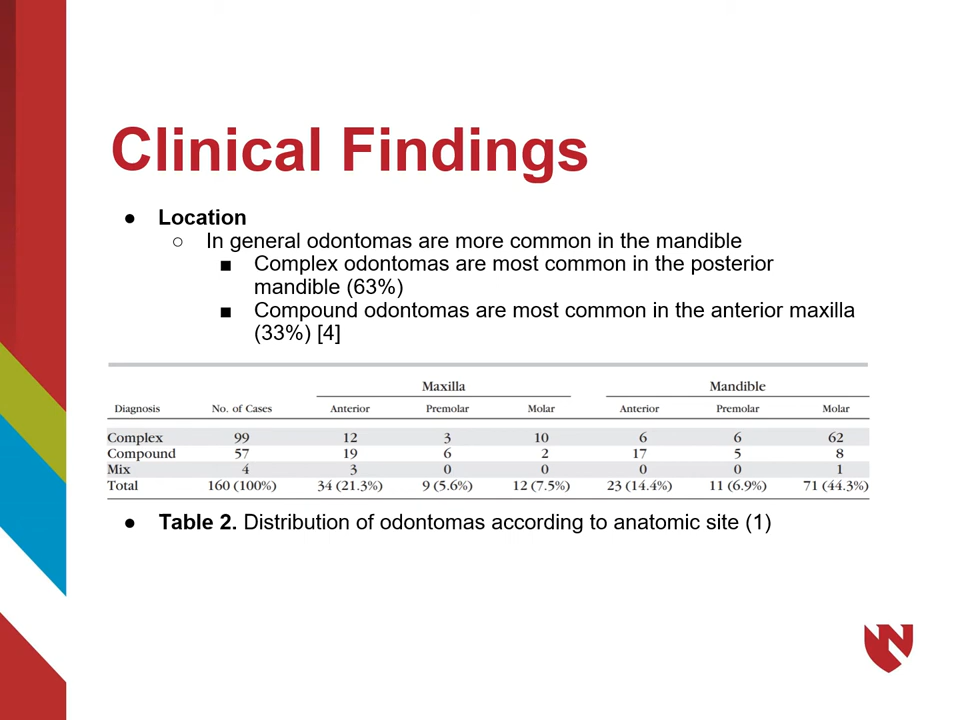 Clinical Findings
● Location
○ In general odontomas are more common in the mandible
■ Complex odontomas are most common in the posterior
mandible (63%)
■ Compound odontomas are most common in the anterior maxilla
(33%) [4]
Maxilla Mandible
Diagnosis No. of Cases Anterior Premolar Molar Anterior Premolar Molar
Complex 99 12 3 10 6 6 62
Compound 57 19 6 2 17 5 8
Mix 4 3 0 0 0 0 1
Total 160 (100%) 34 (21.3%) 9 (5.6%) 12 (7.5%) 23 (14.4%) 11 (6.9%) 71 (44.3%)
● Table 2. Distribution of odontomas according to anatomic site (1)
N